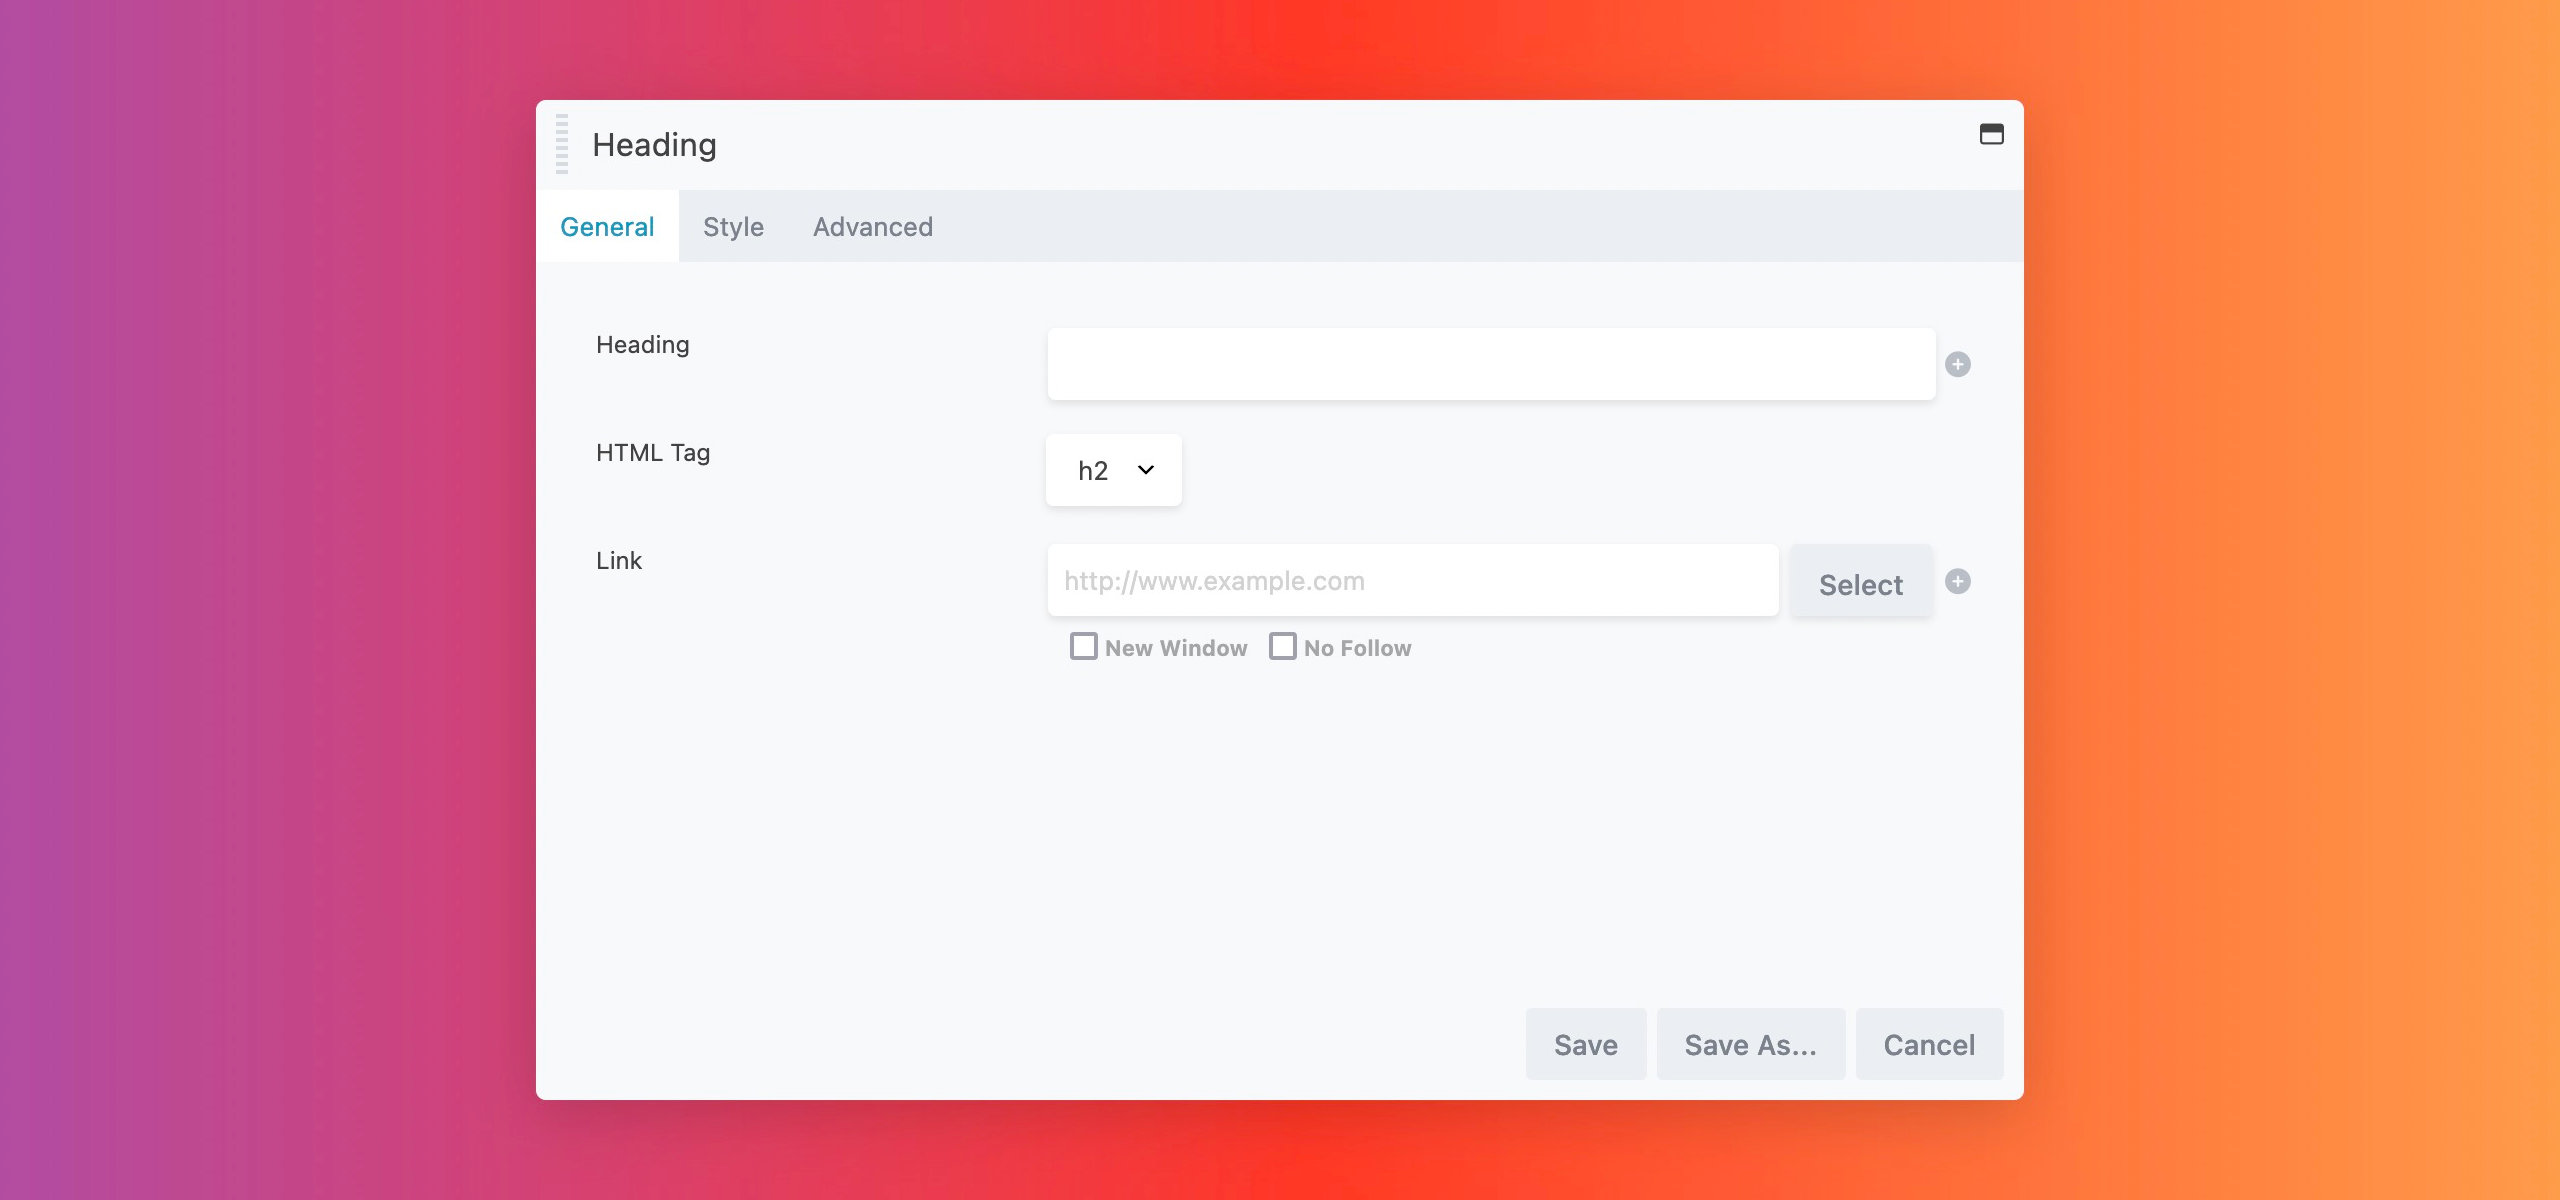 Heading
General Style Advanced
Heading
HTML Tag
h2
Link
http://www.example.com
Select
New Window No Follow
Save Save As... Cancel